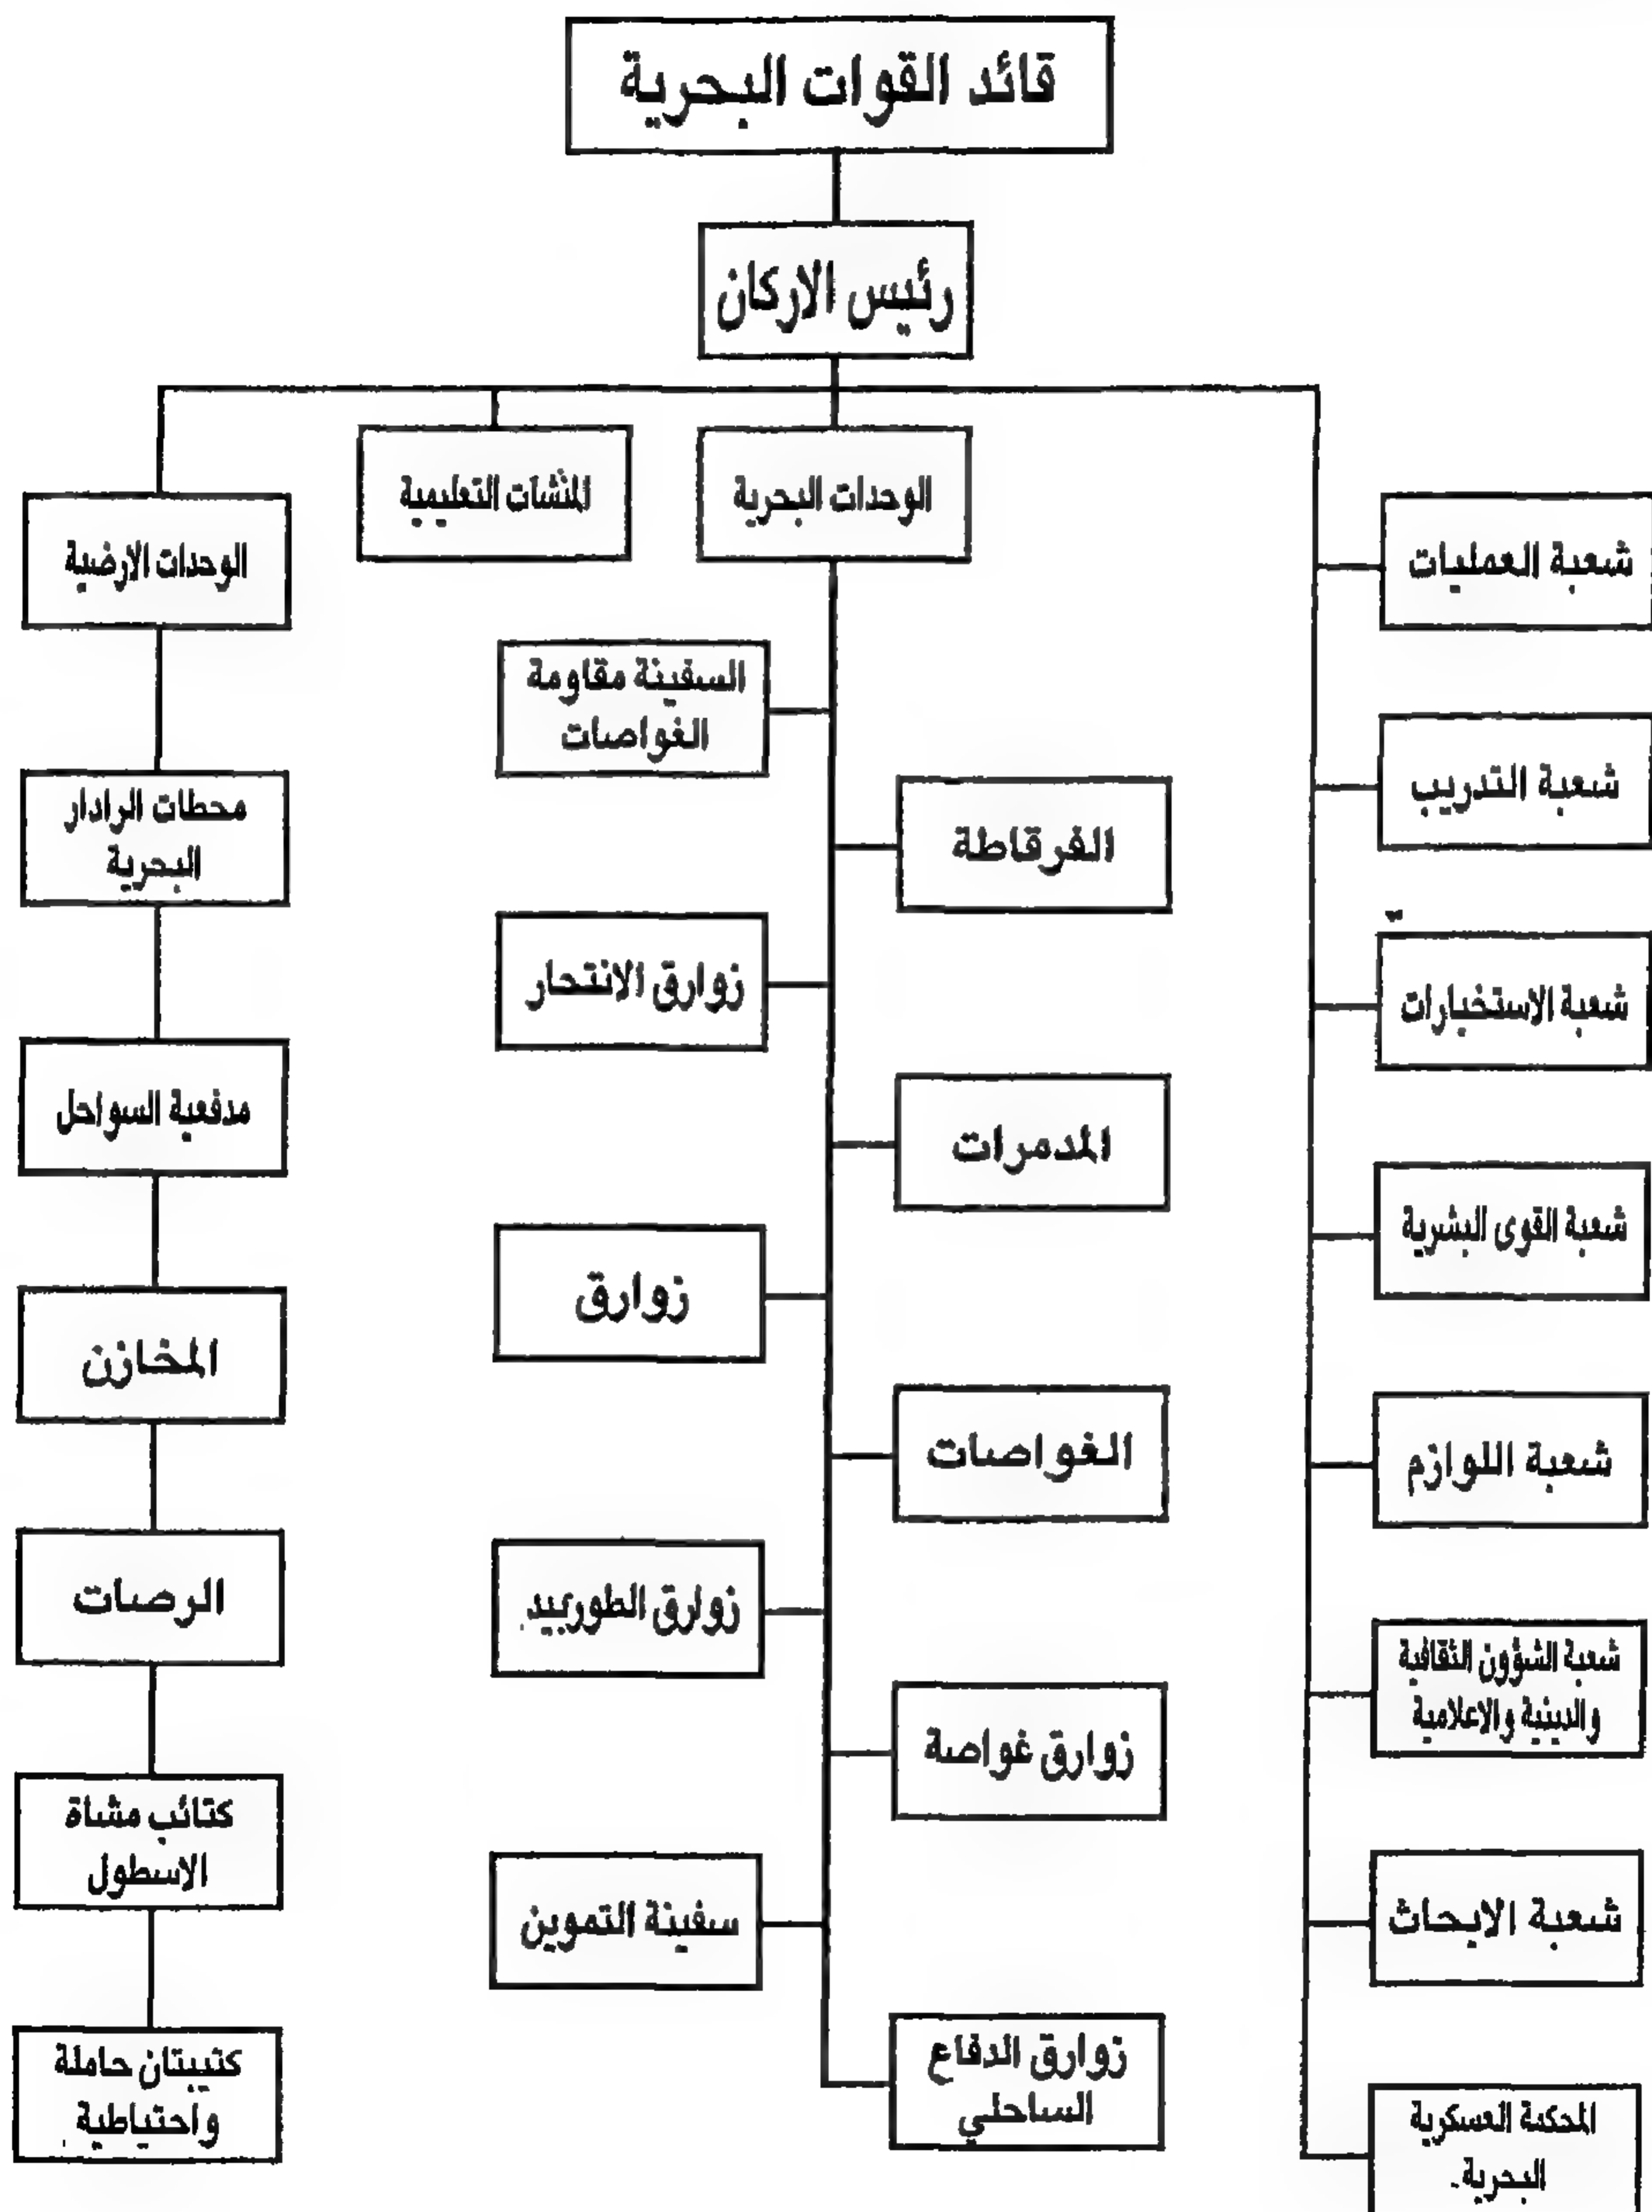 قائد القوات البحرية
رئيس الاركان
الوحدات البحرية
المنشآت التعليمية
الوحدات الارضية
شعبة العمليات
شعبة التدريب
شعبة الاستخبارات
شعبة القوى البشرية
شعبة اللوازم
شعبة الشؤون الثقافية
والدينية والاعلامية
شعبة الابحاث
المحكمة العسكرية
البحرية.
السفينة مقاومة
الغواصات
الفرقاطة
زوارق الانتحار
المدمرات
زوارق
الغواصات
زوارق الطوربيد
زوارق غواصة
سفينة التموين
زوارق الدفاع
الساحلي
محطات الرادار
البحرية
مدفعية السواحل
المخازن
الرصات
كتائب مشاة
الاسطول
كتيبتان حاملة
واحتياطية